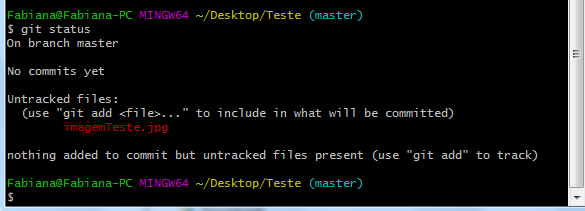 Fabiana@Fabiana-PC MINGW64 ~/Desktop/Teste (master)
$ git status
On branch master
No commits yet
Untracked files:
(use "git add <file>..." to include in what will be committed)
imagemTeste.jpg
nothing added to commit but untracked files present (use "git add" to track)
Fabiana@Fabiana-PC MINGW64 ~/Desktop/Teste (master)
$